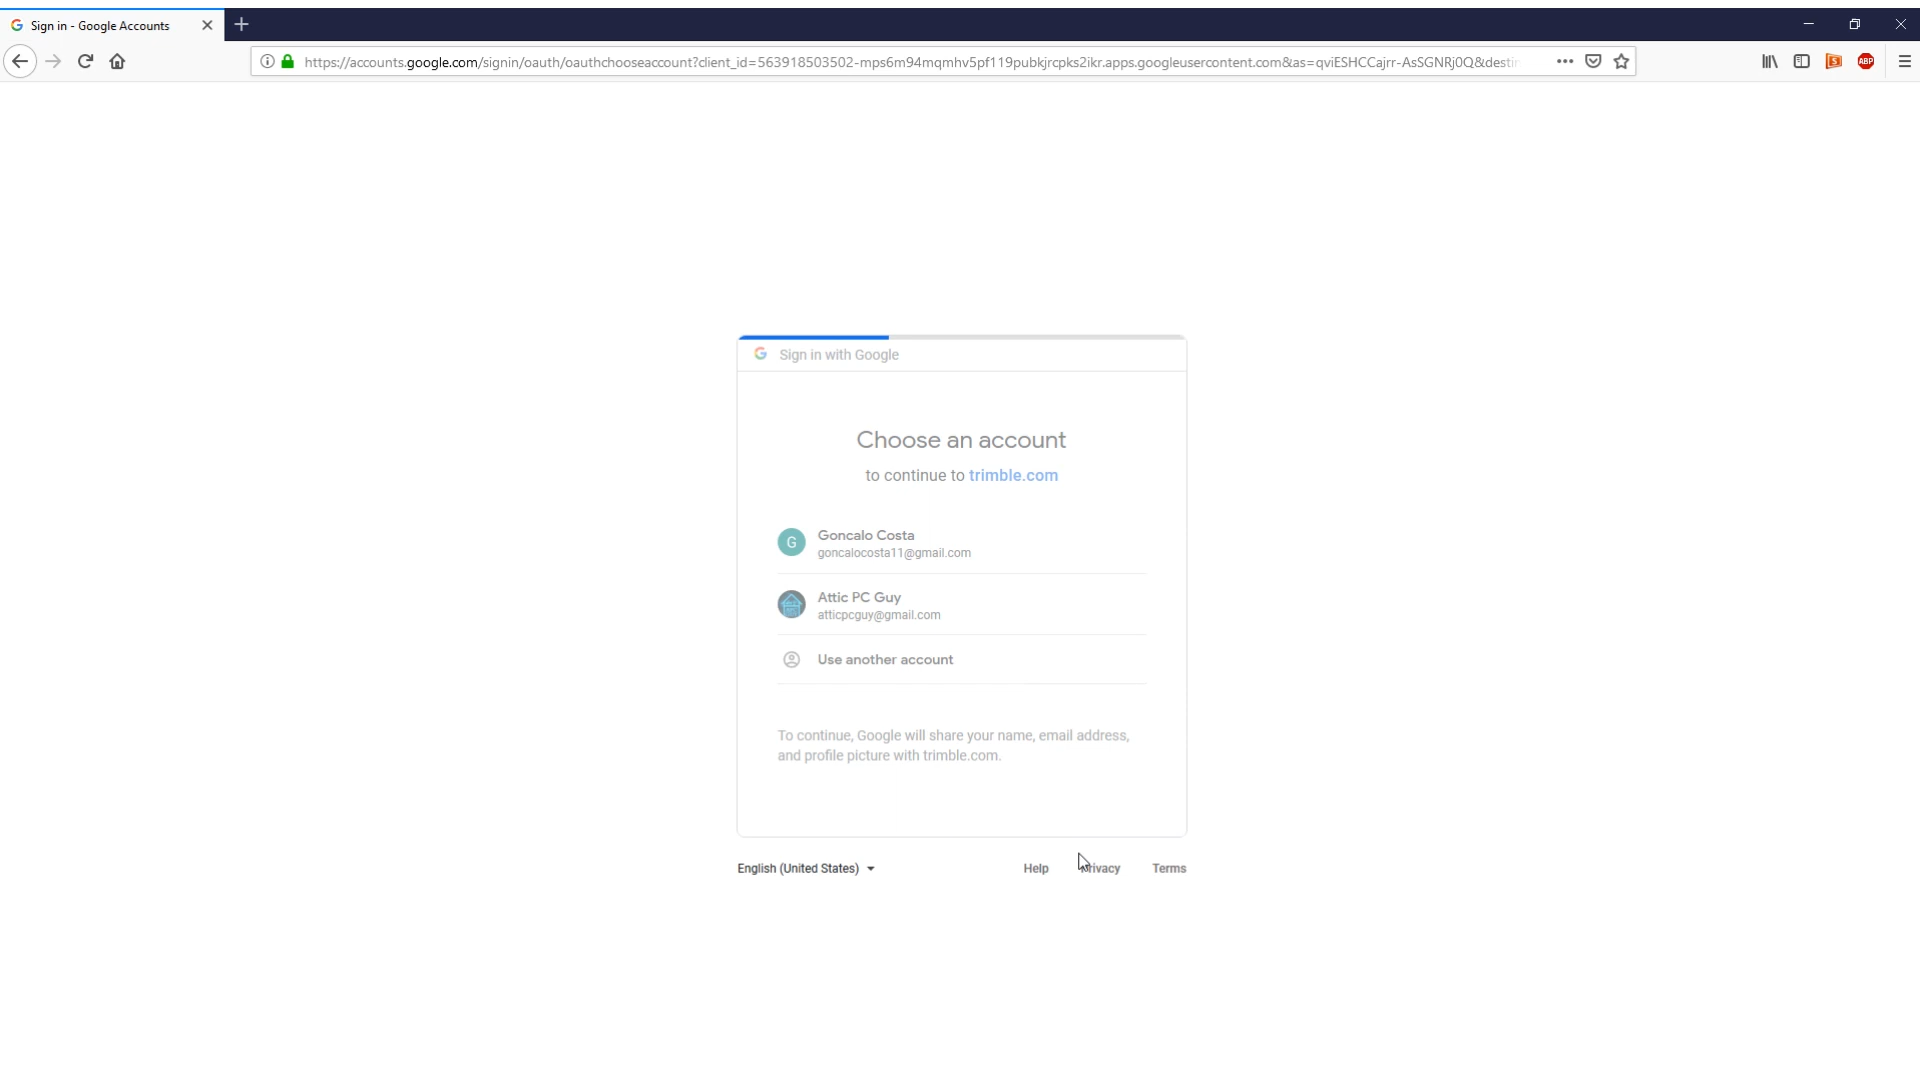 Sign in - Google Accounts
https://accounts.google.com/signin/oauth/oauthchooseaccount?client_id=563918503502-mps6m94mqmhv5pf119pubkjrcpks2ikr.apps.googleusercontent.com&as=qviESHCCajrr-AsSGNRj0Q&destin
ABP
Sign in with Google
Choose an account
to continue to trimble.com
G
Goncalo Costa
goncalocosta11@gmail.com
Attic PC Guy
atticpcguy@gmail.com
Use another account
To continue, Google will share your name, email address,
and profile picture with trimble.com.
English (United States)
Help
Privacy
Terms